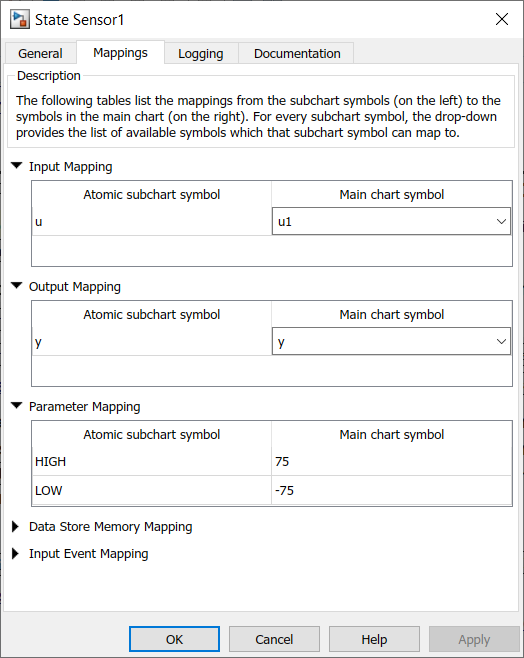 State Sensor1
General Mappings Logging Documentation
Description
The following tables list the mappings from the subchart symbols (on the left) to the
symbols in the main chart (on the right). For every subchart symbol, the drop-down
provides the list of available symbols which that subchart symbol can map to.
Input Mapping
Atomic subchart symbol Main chart symbol
u u1
Output Mapping
Atomic subchart symbol Main chart symbol
y y
Parameter Mapping
Atomic subchart symbol Main chart symbol
HIGH 75
LOW -75
Data Store Memory Mapping
Input Event Mapping
OK Cancel Help Apply